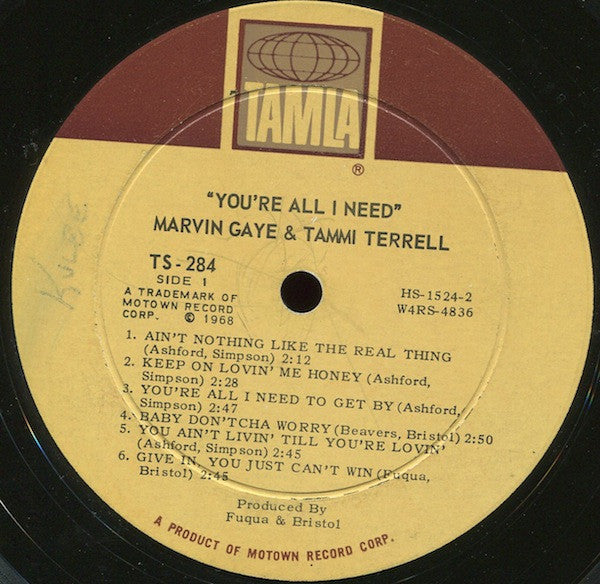 TAMLA
®
"YOU'RE ALL I NEED"
MARVIN GAYE & TAMMI TERRELL
TS-284
SIDE 1
A TRADEMARK OF
MOTOWN RECORD
CORP. © 1968
HS-1524-2
W4RS-4836
1. AIN'T NOTHING LIKE THE REAL THING
(Ashford, Simpson) 2:12
2. KEEP ON LOVIN' ME HONEY (Ashford,
Simpson) 2:28
3. YOU'RE ALL I NEED TO GET BY (Ashford,
Simpson) 2:47
4. BABY DON'TCHA WORRY (Beavers, Bristol) 2:50
5. YOU AIN'T LIVIN' TILL YOU'RE LOVIN'
(Ashford, Simpson) 2:45
6. GIVE IN, YOU JUST CAN'T WIN (Fuqua,
Bristol) 2:45
Produced By
Fuqua & Bristol
A PRODUCT OF MOTOWN RECORD CORP.